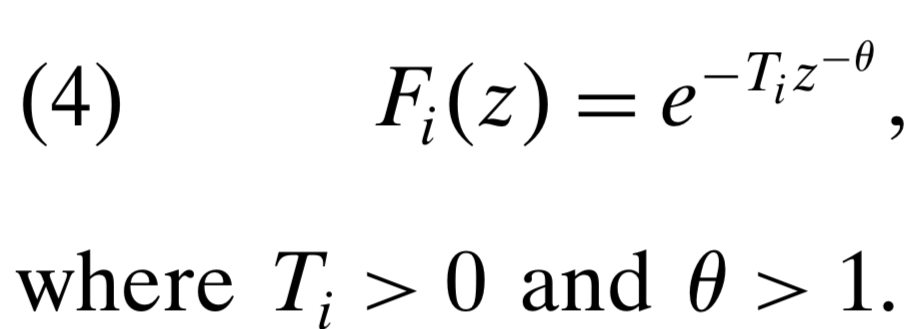 (4) F_i(z) = e^{-T_i z^{-θ}},
where T_i > 0 and θ > 1.